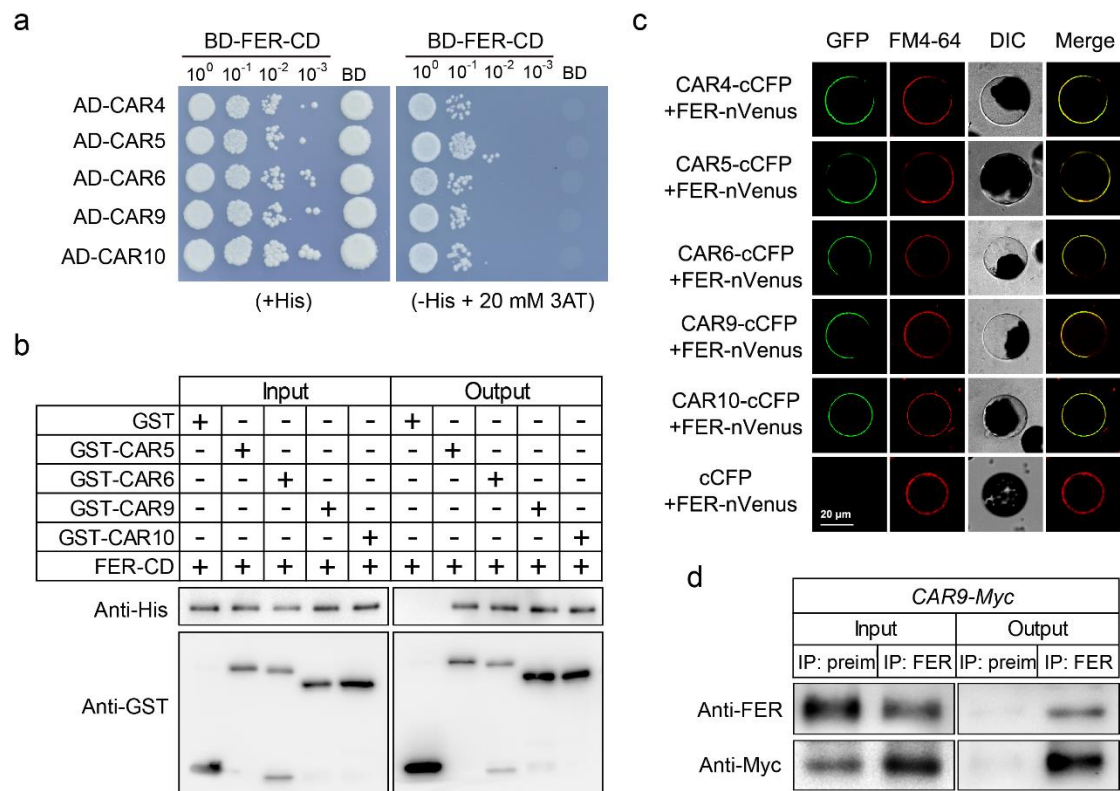 a
BD-FER-CD
10⁰ 10⁻¹ 10⁻² 10⁻³ BD
BD-FER-CD
10⁰ 10⁻¹ 10⁻² 10⁻³ BD
AD-CAR4
AD-CAR5
AD-CAR6
AD-CAR9
AD-CAR10
(+His)
(-His + 20 mM 3AT)
b
Input Output
GST + - - - - + - - - -
GST-CAR5 - + - - - - + - - -
GST-CAR6 - - + - - - - + - -
GST-CAR9 - - - + - - - - + -
GST-CAR10 - - - - + - - - - +
FER-CD + + + + + + + + + +
Anti-His
Anti-GST
c
GFP FM4-64 DIC Merge
CAR4-cCFP
+FER-nVenus
CAR5-cCFP
+FER-nVenus
CAR6-cCFP
+FER-nVenus
CAR9-cCFP
+FER-nVenus
CAR10-cCFP
+FER-nVenus
cCFP
+FER-nVenus
20 µm
d
CAR9-Myc
Input Output
IP: preim IP: FER IP: preim IP: FER
Anti-FER
Anti-Myc